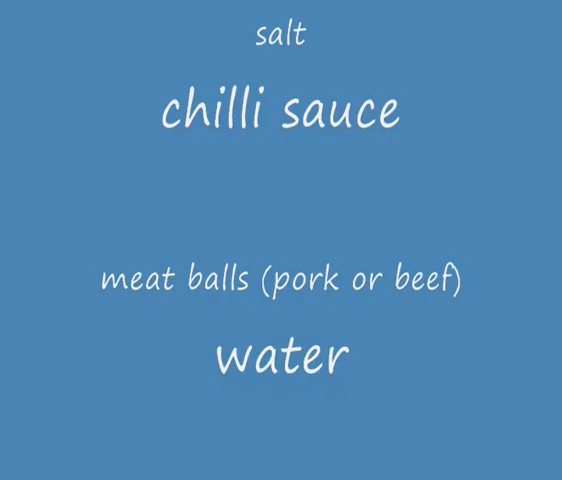 salt
chilli sauce
meat balls (pork or beef)
water